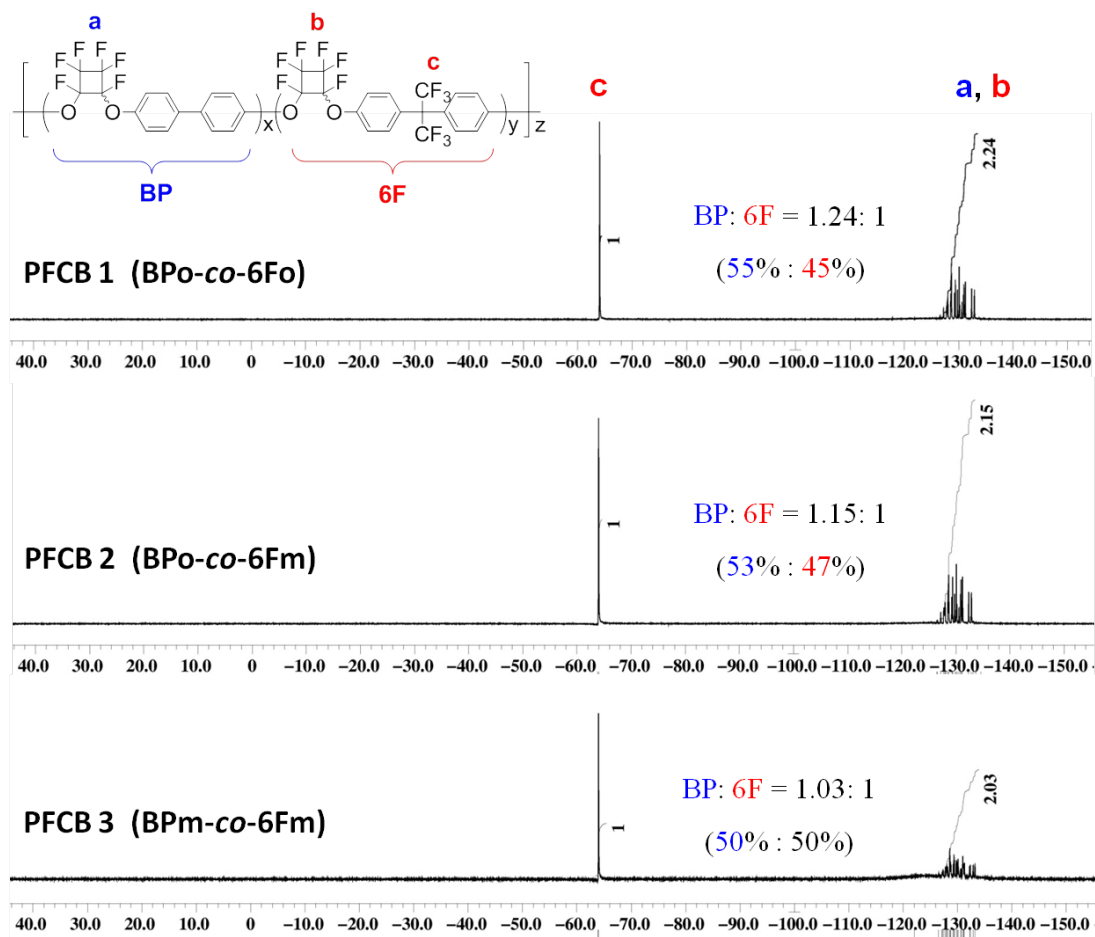 a
b
c
F F F F
F F F F
F F
F F
CF₃
CF₃
O O
x
O O
y
z
BP
6F
c
a, b
2.24
1
BP: 6F = 1.24: 1
(55% : 45%)
PFCB 1 (BPo-co-6Fo)
40.0 30.0 20.0 10.0 0 -10.0 -20.0 -30.0 -40.0 -50.0 -60.0 -70.0 -80.0 -90.0 -100.0 -110.0 -120.0 -130.0 -140.0 -150.0
2.15
1
BP: 6F = 1.15: 1
(53% : 47%)
PFCB 2 (BPo-co-6Fm)
40.0 30.0 20.0 10.0 0 -10.0 -20.0 -30.0 -40.0 -50.0 -60.0 -70.0 -80.0 -90.0 -100.0 -110.0 -120.0 -130.0 -140.0 -150.0
2.03
1
BP: 6F = 1.03: 1
(50% : 50%)
PFCB 3 (BPm-co-6Fm)
40.0 30.0 20.0 10.0 0 -10.0 -20.0 -30.0 -40.0 -50.0 -60.0 -70.0 -80.0 -90.0 -100.0 -110.0 -120.0 -130.0 -140.0 -150.0